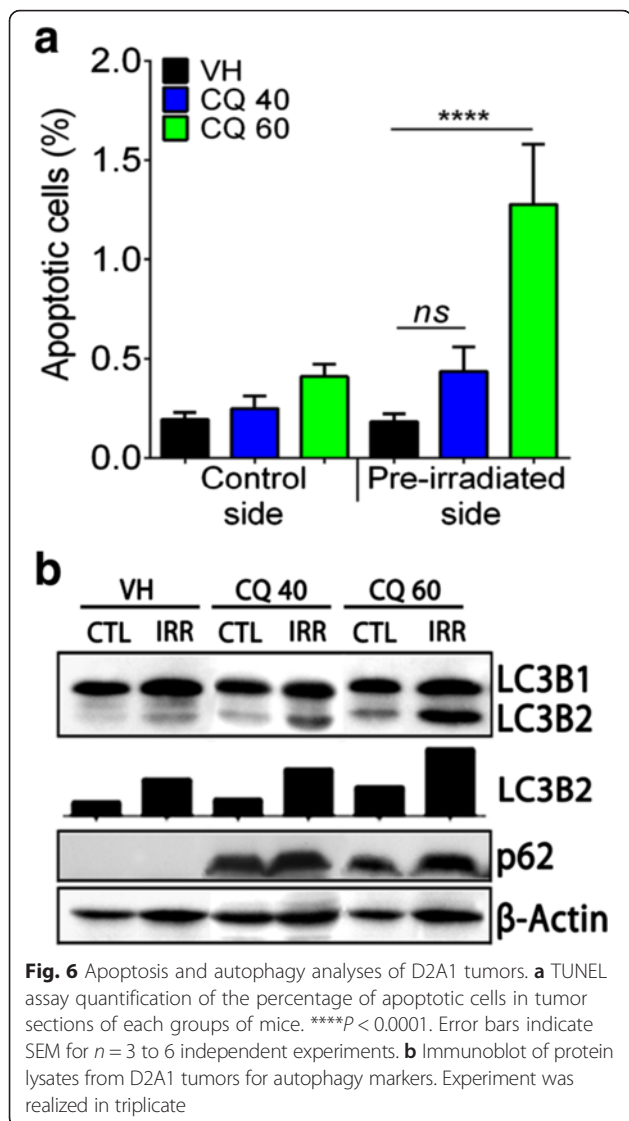 a
2.0
1.5
1.0
0.5
0.0
Apoptotic cells (%)
VH
CQ 40
CQ 60
****
ns
Control side
Pre-irradiated side
b
VH CQ 40 CQ 60
CTL IRR CTL IRR CTL IRR
LC3B1
LC3B2
LC3B2
p62
β-Actin
Fig. 6 Apoptosis and autophagy analyses of D2A1 tumors. a TUNEL
assay quantification of the percentage of apoptotic cells in tumor
sections of each groups of mice. ****P < 0.0001. Error bars indicate
SEM for n = 3 to 6 independent experiments. b Immunoblot of protein
lysates from D2A1 tumors for autophagy markers. Experiment was
realized in triplicate